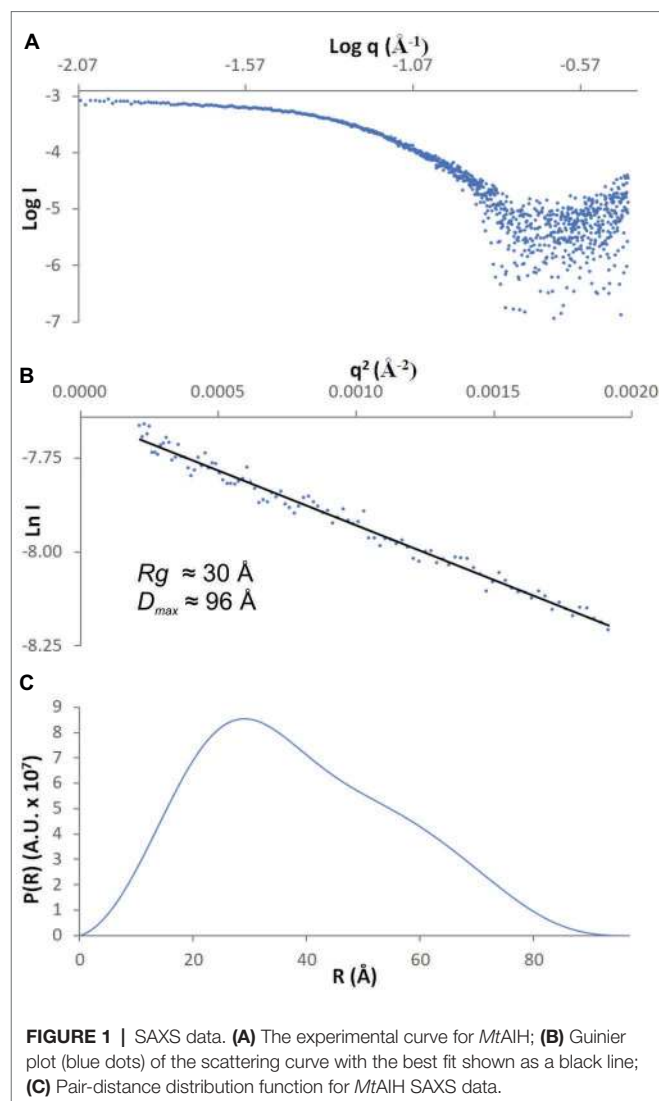 A
Log q (Å-1)
-2.07 -1.57 -1.07 -0.57
-3
-4
-5
-6
-7
Log I
B
q2 (Å-2)
0.0000 0.0005 0.0010 0.0015 0.0020
-7.75
-8.00
-8.25
Ln I
Rg ≈ 30 Å
Dmax ≈ 96 Å
C
9
8
7
6
5
4
3
2
1
0
P(R) (A.U. x 107)
0 20 40 60 80
R (Å)
FIGURE 1 | SAXS data. (A) The experimental curve for MtAIH; (B) Guinier
plot (blue dots) of the scattering curve with the best fit shown as a black line;
(C) Pair-distance distribution function for MtAIH SAXS data.